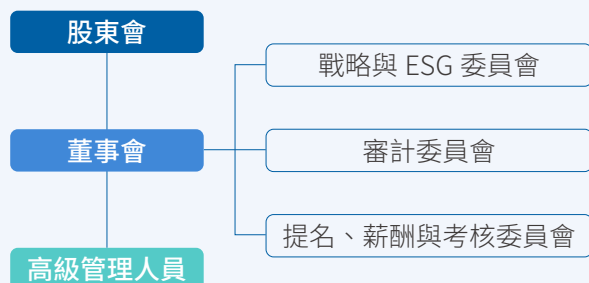 股東會
戰略與 ESG 委員會
董事會
審計委員會
提名、薪酬與考核委員會
高級管理人員